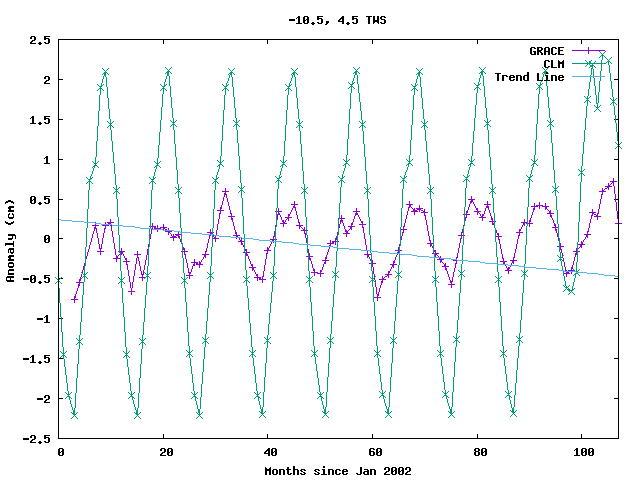 -10.5, 4.5 TWS
GRACE
CLM
Trend Line
2.5
2
1.5
1
0.5
0
-0.5
-1
-1.5
-2
-2.5
Anomaly (cm)
0 20 40 60 80 100
Months since Jan 2002